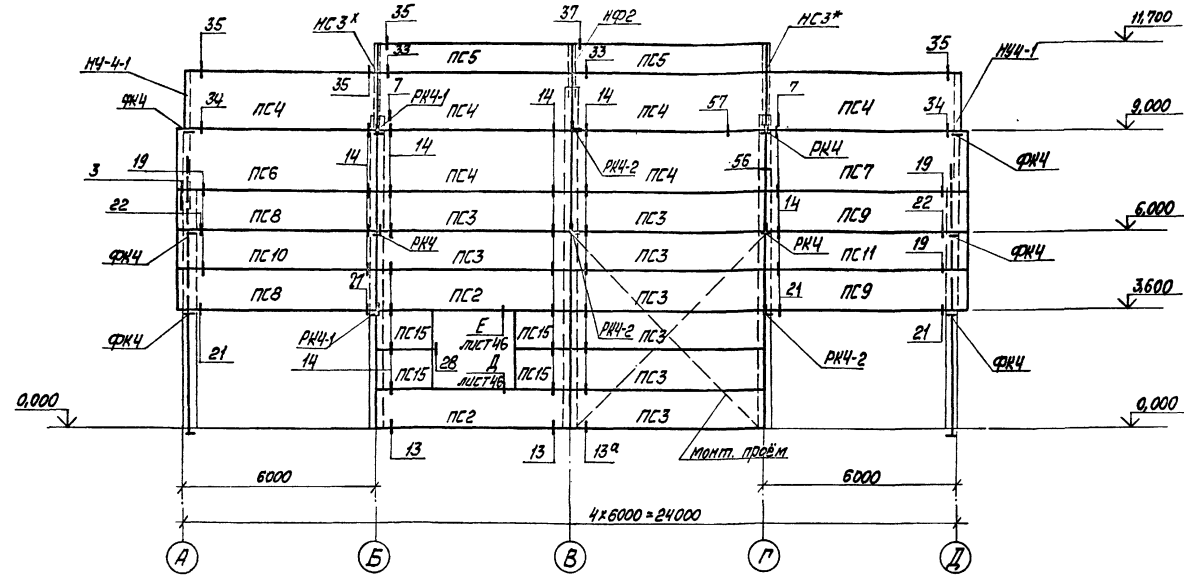 35
НС3х
35
37
НФ2
НС3*
11,700
НЧ-4-1
ПС5
33
33
ПС5
35
НЧ4-1
ФК4
34
ПС4
35
7
РК4-1
ПС4
14
14
57
ПС4
7
ПС4
34
9,000
3
19
14
14
РК4-2
56
РК4
19
ФК4
ПС6
ПС4
ПС4
ПС7
22
ПС8
ПС3
ПС3
14
ПС9
22
6,000
ФК4
ПС10
РК4
ПС3
ПС3
РК4
ПС11
19
ФК4
ПС8
21
ПС2
ПС3
21
ПС9
3,600
ФК4
21
РК4-1
14
ПС15
Е
лист46
ПС15
РК4-2
ПС3
РК4-2
21
ФК4
ПС15
28
Д
лист46
ПС15
ПС3
0,000
ПС2
ПС3
0,000
13
13
13а
монт. проём
6000
6000
4×6000=24000
А
Б
В
Г
Д